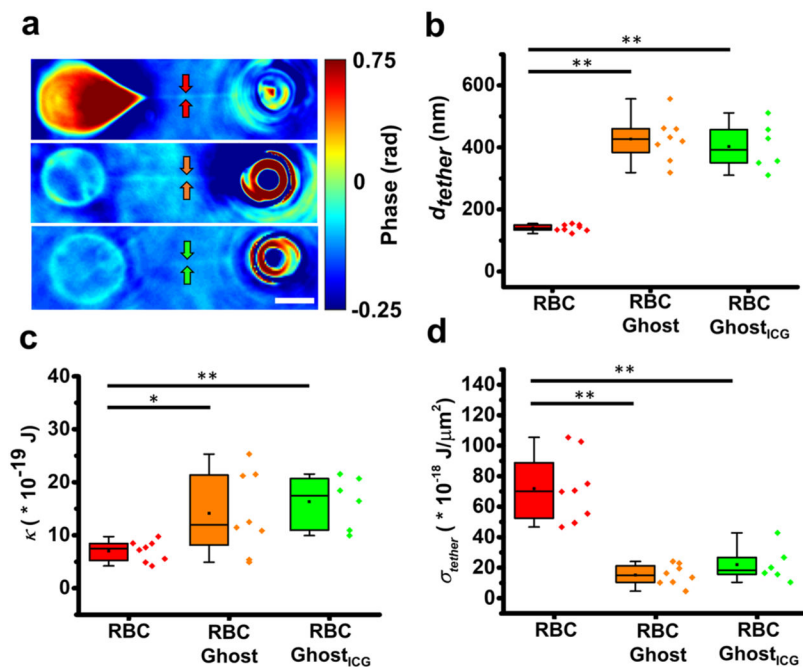 a
0.75
0
-0.25
Phase (rad)
b
**
**
600
400
200
0
d_tether (nm)
RBC
RBC
Ghost
RBC
Ghost_ICG
c
**
*
40
30
20
10
0
κ ( * 10^-19 J)
RBC
RBC
Ghost
RBC
Ghost_ICG
d
**
**
140
120
100
80
60
40
20
0
σ_tether ( * 10^-18 J/μm²)
RBC
RBC
Ghost
RBC
Ghost_ICG